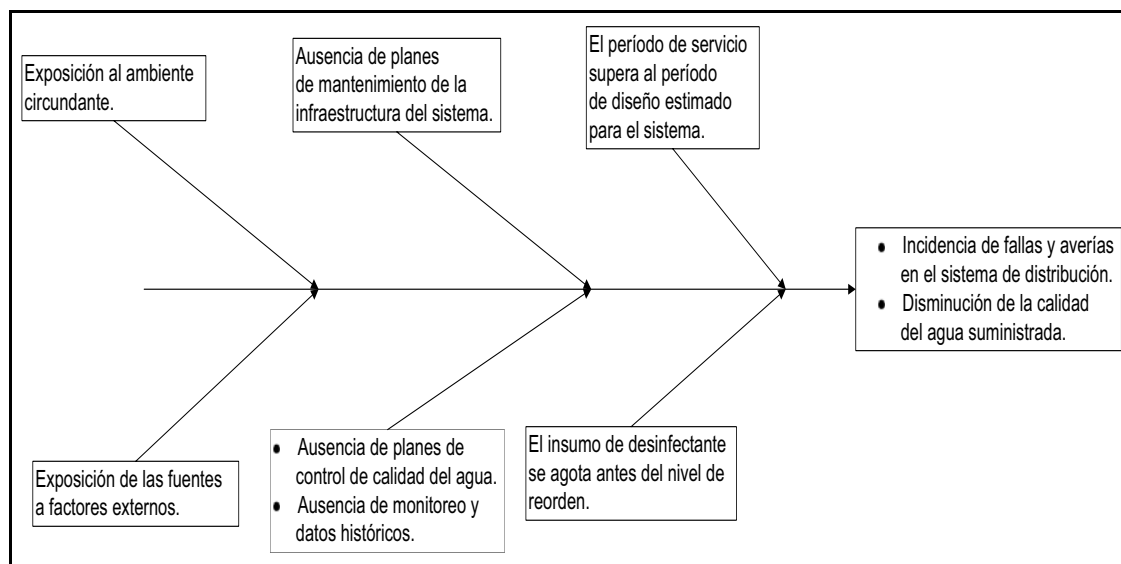 Exposición al ambiente
circundante.
Ausencia de planes
de mantenimiento de la
infraestructura del sistema.
El período de servicio
supera al período
de diseño estimado
para el sistema.
● Incidencia de fallas y averías
en el sistema de distribución.
● Disminución de la calidad
del agua suministrada.
Exposición de las fuentes
a factores externos.
● Ausencia de planes de
control de calidad del agua.
● Ausencia de monitoreo y
datos históricos.
El insumo de desinfectante
se agota antes del nivel de
reorden.